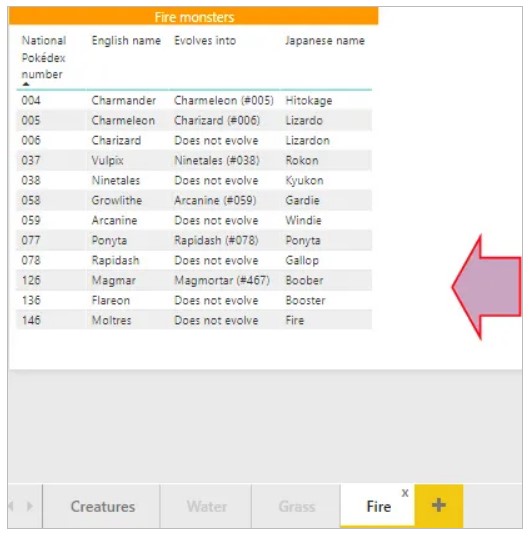 Fire monsters
National Pokédex number English name Evolves into Japanese name
004 Charmander Charmeleon (#005) Hitokage
005 Charmeleon Charizard (#006) Lizardo
006 Charizard Does not evolve Lizardon
037 Vulpix Ninetales (#038) Rokon
038 Ninetales Does not evolve Kyukon
058 Growlithe Arcanine (#059) Gardie
059 Arcanine Does not evolve Windie
077 Ponyta Rapidash (#078) Ponyta
078 Rapidash Does not evolve Gallop
126 Magmar Magmortar (#467) Boober
136 Flareon Does not evolve Booster
146 Moltres Does not evolve Fire
Creatures Water Grass Fire x +